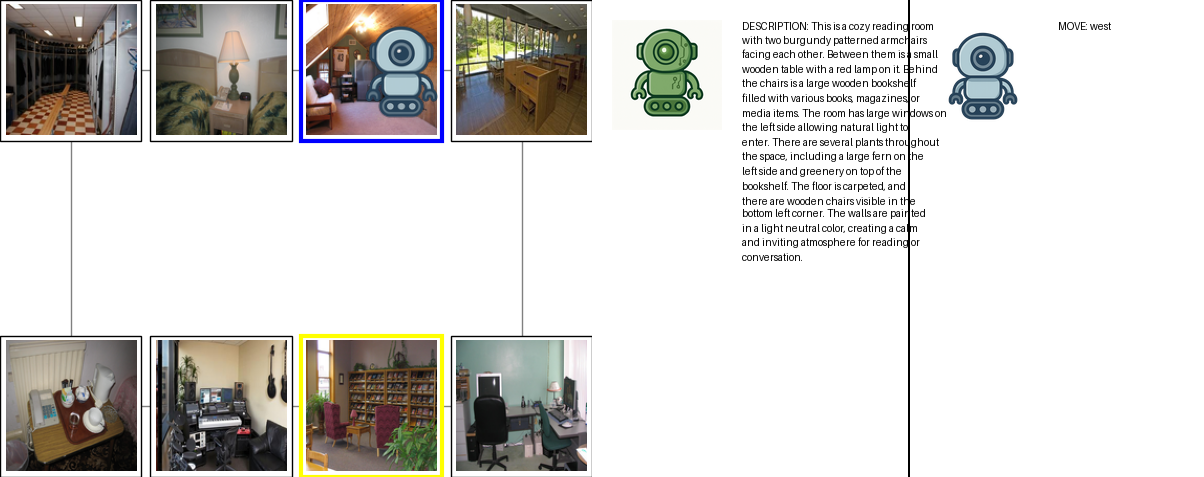 DESCRIPTION: This is a cozy reading room
with two burgundy patterned armchairs
facing each other. Between them is a small
wooden table with a red lamp on it. Behind
the chairs is a large wooden bookshelf
filled with various books, magazines, or
media items. The room has large windows on
the left side allowing natural light to
enter. There are several plants throughout
the space, including a large fern on the
left side and greenery on top of the
bookshelf. The floor is carpeted, and
there are wooden chairs visible in the
bottom left corner. The walls are painted
in a light neutral color, creating a calm
and inviting atmosphere for reading or
conversation.
MOVE: west